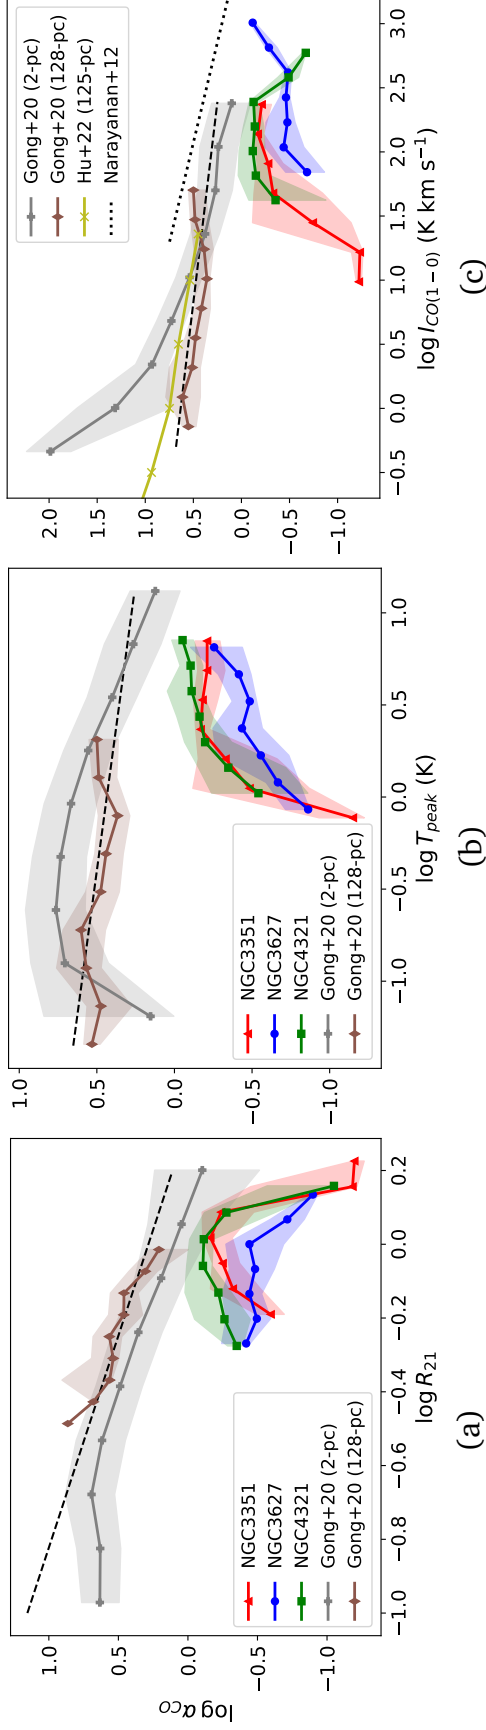 log αCO
1.0
0.5
0.0
−0.5
−1.0
NGC3351
NGC3627
NGC4321
Gong+20 (2-pc)
Gong+20 (128-pc)
−1.0 −0.8 −0.6 −0.4 −0.2 0.0 0.2
log R21
(a)
1.0
0.5
0.0
−0.5
−1.0
NGC3351
NGC3627
NGC4321
Gong+20 (2-pc)
Gong+20 (128-pc)
−1.0 −0.5 0.0 0.5 1.0
log Tpeak (K)
(b)
2.0
1.5
1.0
0.5
0.0
−0.5
−1.0
Gong+20 (2-pc)
Gong+20 (128-pc)
Hu+22 (125-pc)
Narayanan+12
−0.5 0.0 0.5 1.0 1.5 2.0 2.5 3.0
log ICO(1−0) (K km s−1)
(c)